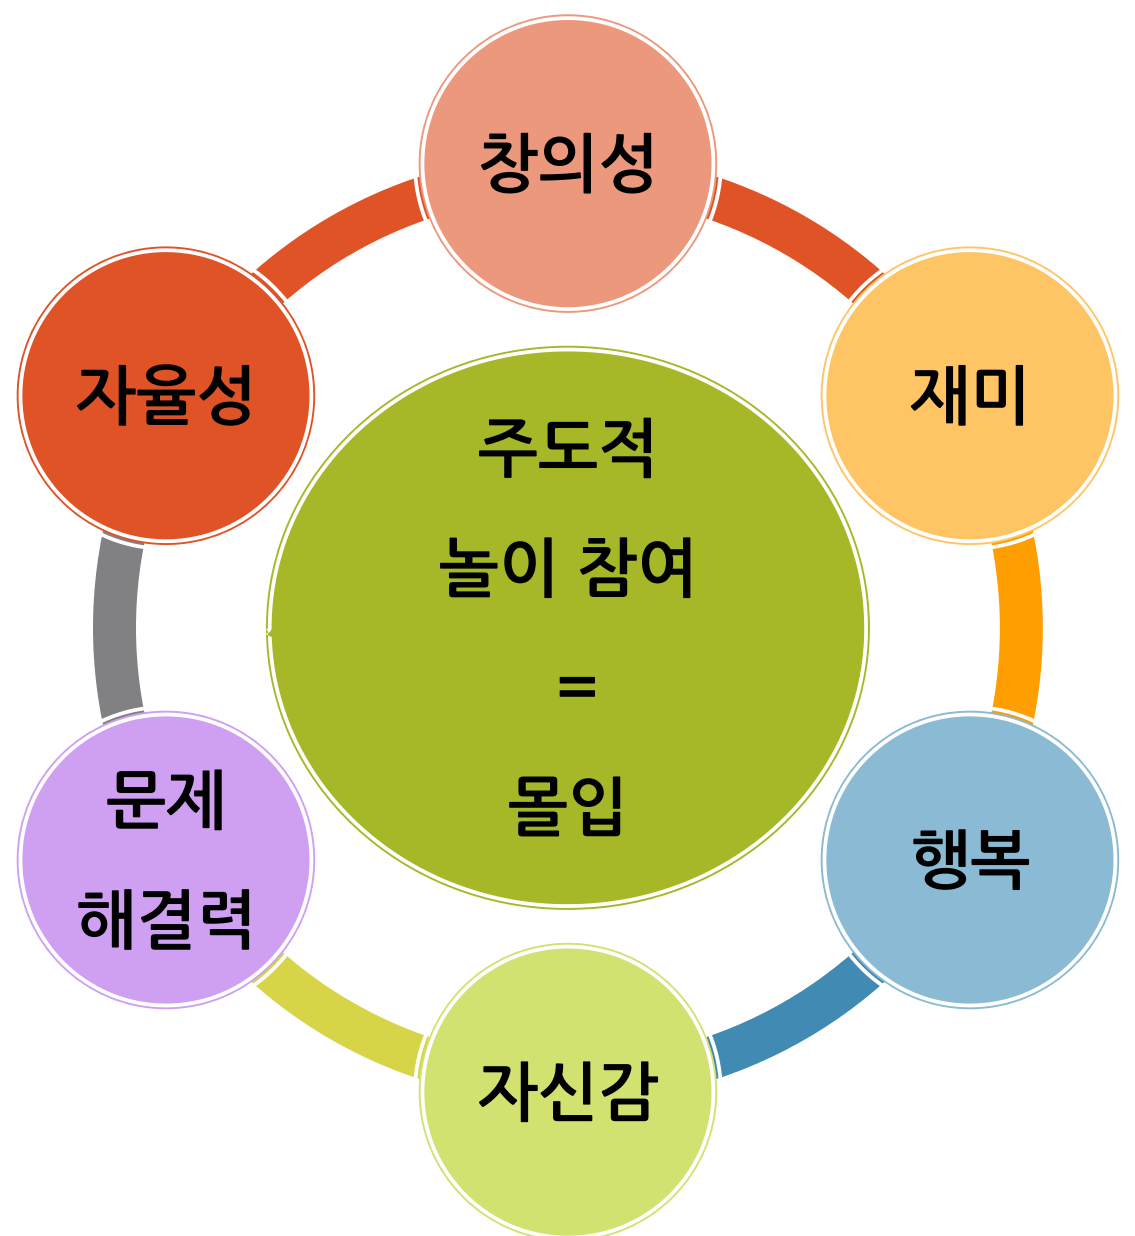 창의성
재미
행복
자신감
문제
해결력
자율성
주도적
놀이 참여
=
몰입